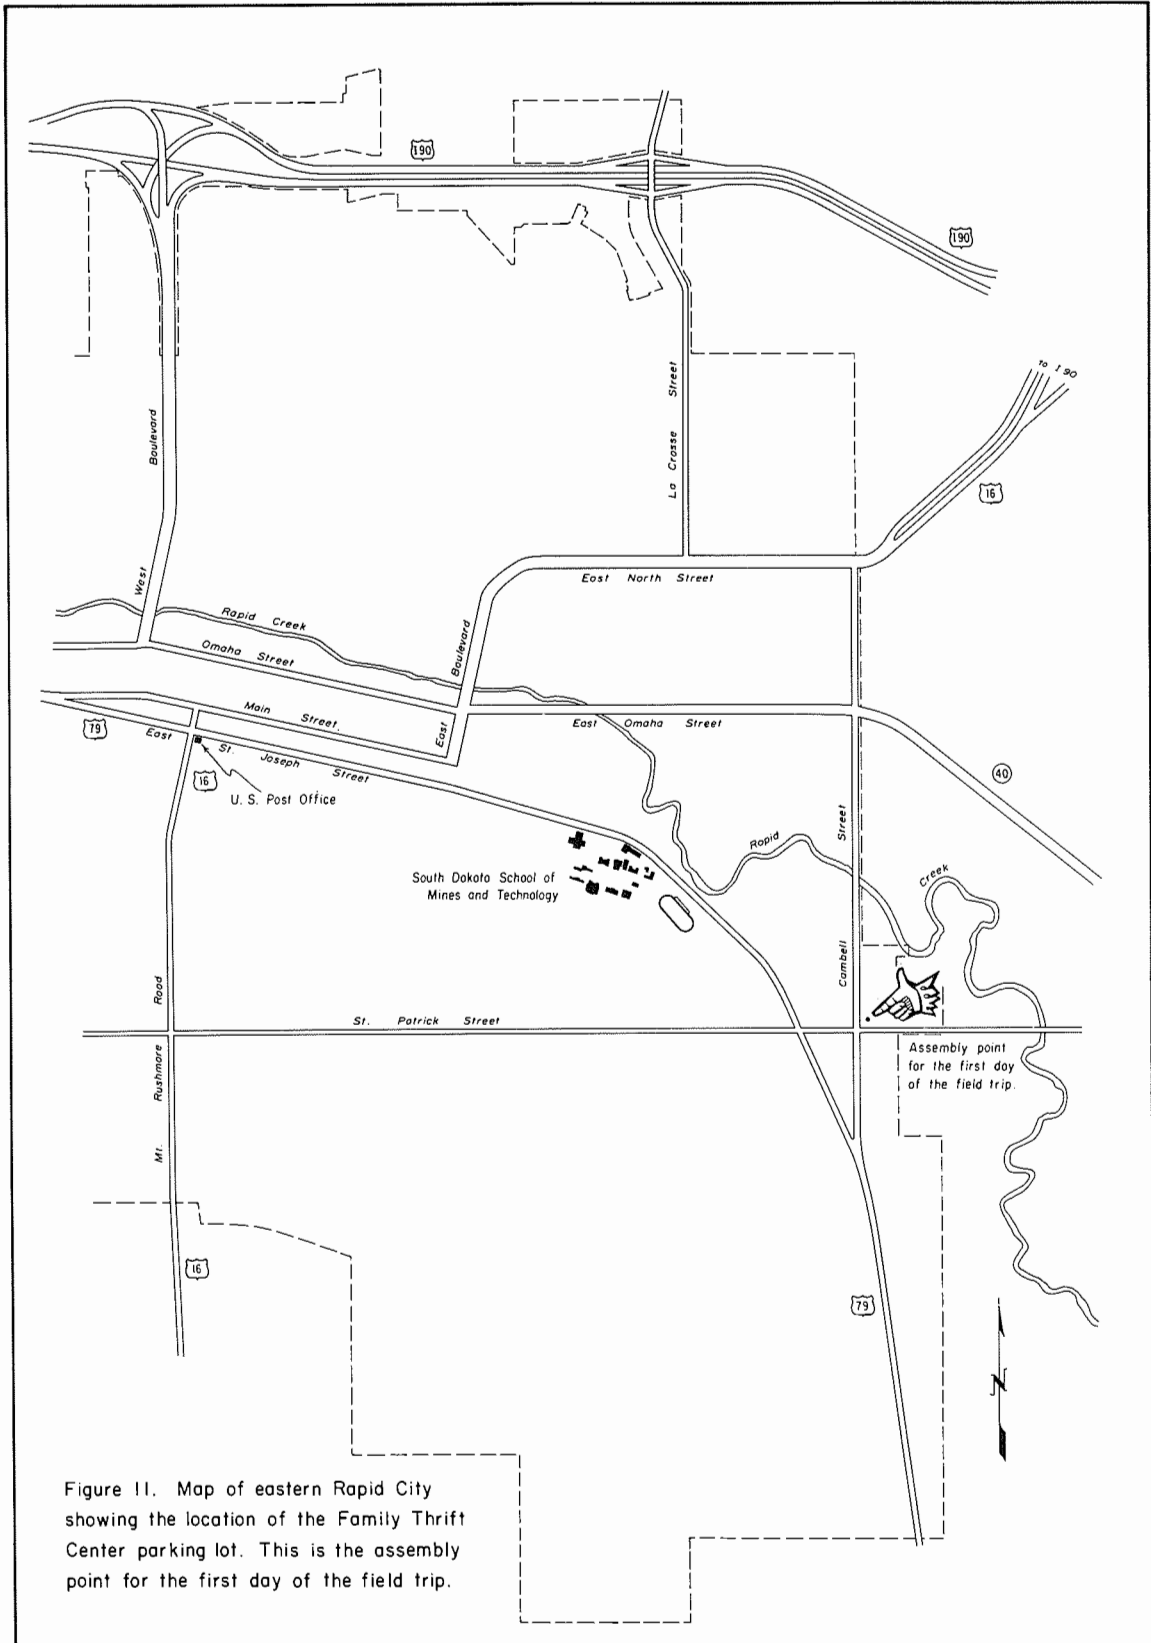 I90
I90
to I 90
La Crosse Street
West Boulevard
16
East North Street
Rapid Creek
Omaha Street
East Boulevard
Main Street
East Omaha Street
79
East St. Joseph Street
16
U. S. Post Office
40
Rapid Creek
South Dakota School of
Mines and Technology
Cambell Street
St. Patrick Street
Mt. Rushmore Road
Assembly point
for the first day
of the field trip.
16
79
N
Figure 11. Map of eastern Rapid City
showing the location of the Family Thrift
Center parking lot. This is the assembly
point for the first day of the field trip.